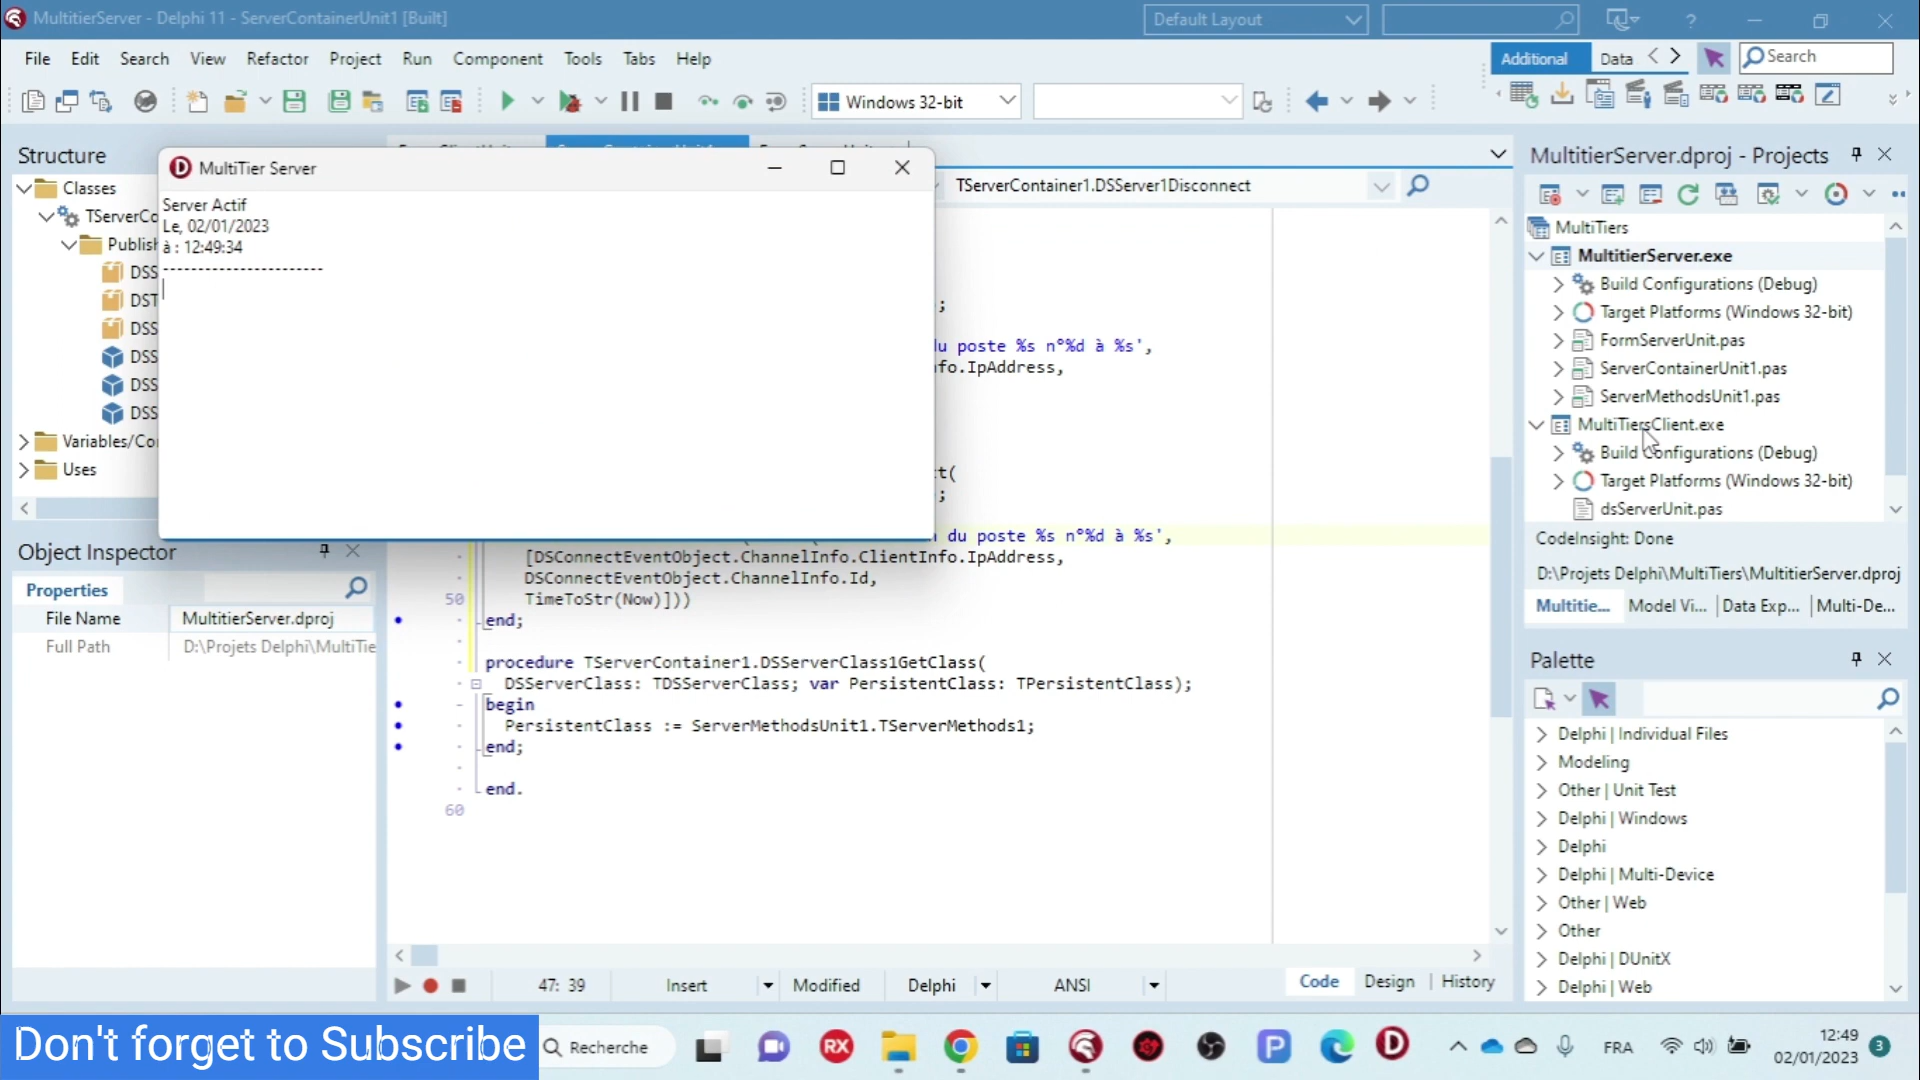 MultitierServer - Delphi 11 - ServerContainerUnit1 [Built]
Default Layout
File Edit Search View Refactor Project Run Component Tools Tabs Help
Additional
Data
Search
Windows 32-bit
Structure
Classes
TServerCo
Publish
DSS
DST
DSS
DSS
DSS
DSS
Variables/Co
Uses
MultiTier Server
Server Actif
Le, 02/01/2023
à : 12:49:34
-----------------------
TServerContainer1.DSServer1Disconnect
;
du poste %s n°%d à %s',
nfo.IpAddress,
ct(
;
n du poste %s n°%d à %s',
[DSConnectEventObject.ChannelInfo.ClientInfo.IpAddress,
DSConnectEventObject.ChannelInfo.Id,
50 TimeToStr(Now)]))
end;
procedure TServerContainer1.DSServerClass1GetClass(
DSServerClass: TDSServerClass; var PersistentClass: TPersistentClass);
begin
PersistentClass := ServerMethodsUnit1.TServerMethods1;
end;
end.
60
47: 39 Insert Modified Delphi ANSI
Code Design History
Object Inspector
Properties
File Name MultitierServer.dproj
Full Path D:\Projets Delphi\MultiTie
MultitierServer.dproj - Projects
MultiTiers
MultitierServer.exe
Build Configurations (Debug)
Target Platforms (Windows 32-bit)
FormServerUnit.pas
ServerContainerUnit1.pas
ServerMethodsUnit1.pas
MultiTiersClient.exe
Build Configurations (Debug)
Target Platforms (Windows 32-bit)
dsServerUnit.pas
CodeInsight: Done
D:\Projets Delphi\MultiTiers\MultitierServer.dproj
Multitie... Model Vi... Data Exp... Multi-De...
Palette
Delphi | Individual Files
Modeling
Other | Unit Test
Delphi | Windows
Delphi
Delphi | Multi-Device
Other | Web
Other
Delphi | DUnitX
Delphi | Web
Don't forget to Subscribe
Recherche
RX
P
FRA
12:49
02/01/2023
3